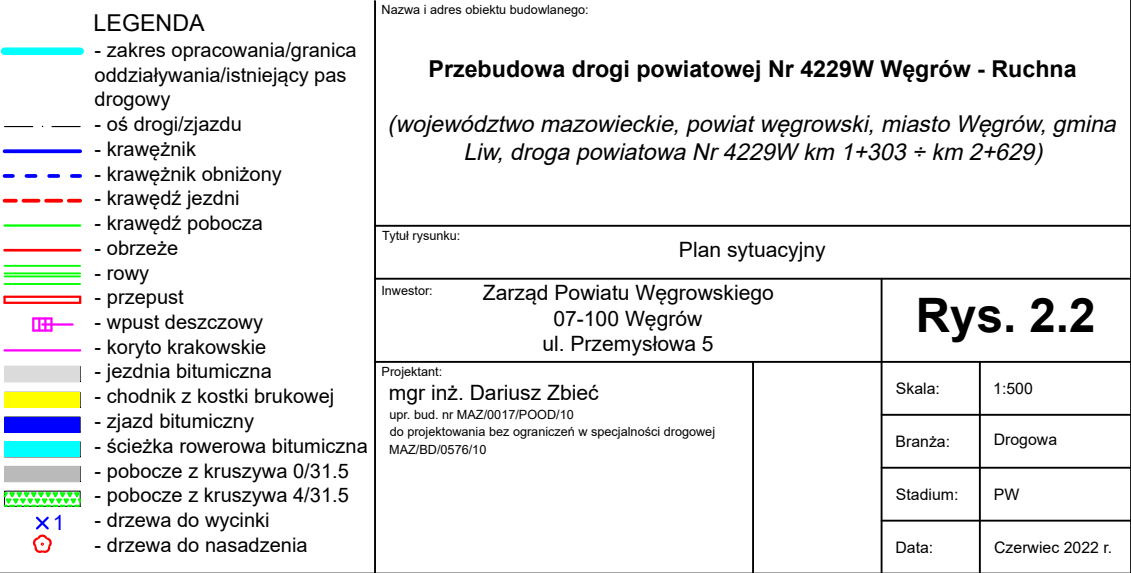 LEGENDA
- zakres opracowania/granica
oddziaływania/istniejący pas
drogowy
- oś drogi/zjazdu
- krawężnik
- krawężnik obniżony
- krawędź jezdni
- krawędź pobocza
- obrzeże
- rowy
- przepust
- wpust deszczowy
- koryto krakowskie
- jezdnia bitumiczna
- chodnik z kostki brukowej
- zjazd bitumiczny
- ścieżka rowerowa bitumiczna
- pobocze z kruszywa 0/31.5
- pobocze z kruszywa 4/31.5
×1 - drzewa do wycinki
- drzewa do nasadzenia
Nazwa i adres obiektu budowlanego:
Przebudowa drogi powiatowej Nr 4229W Węgrów - Ruchna
(województwo mazowieckie, powiat węgrowski, miasto Węgrów, gmina
Liw, droga powiatowa Nr 4229W km 1+303 ÷ km 2+629)
Tytuł rysunku:
Plan sytuacyjny
Inwestor:
Zarząd Powiatu Węgrowskiego
07-100 Węgrów
ul. Przemysłowa 5
Rys. 2.2
Projektant:
mgr inż. Dariusz Zbieć
upr. bud. nr MAZ/0017/POOD/10
do projektowania bez ograniczeń w specjalności drogowej
MAZ/BD/0576/10
Skala: 1:500
Branża: Drogowa
Stadium: PW
Data: Czerwiec 2022 r.